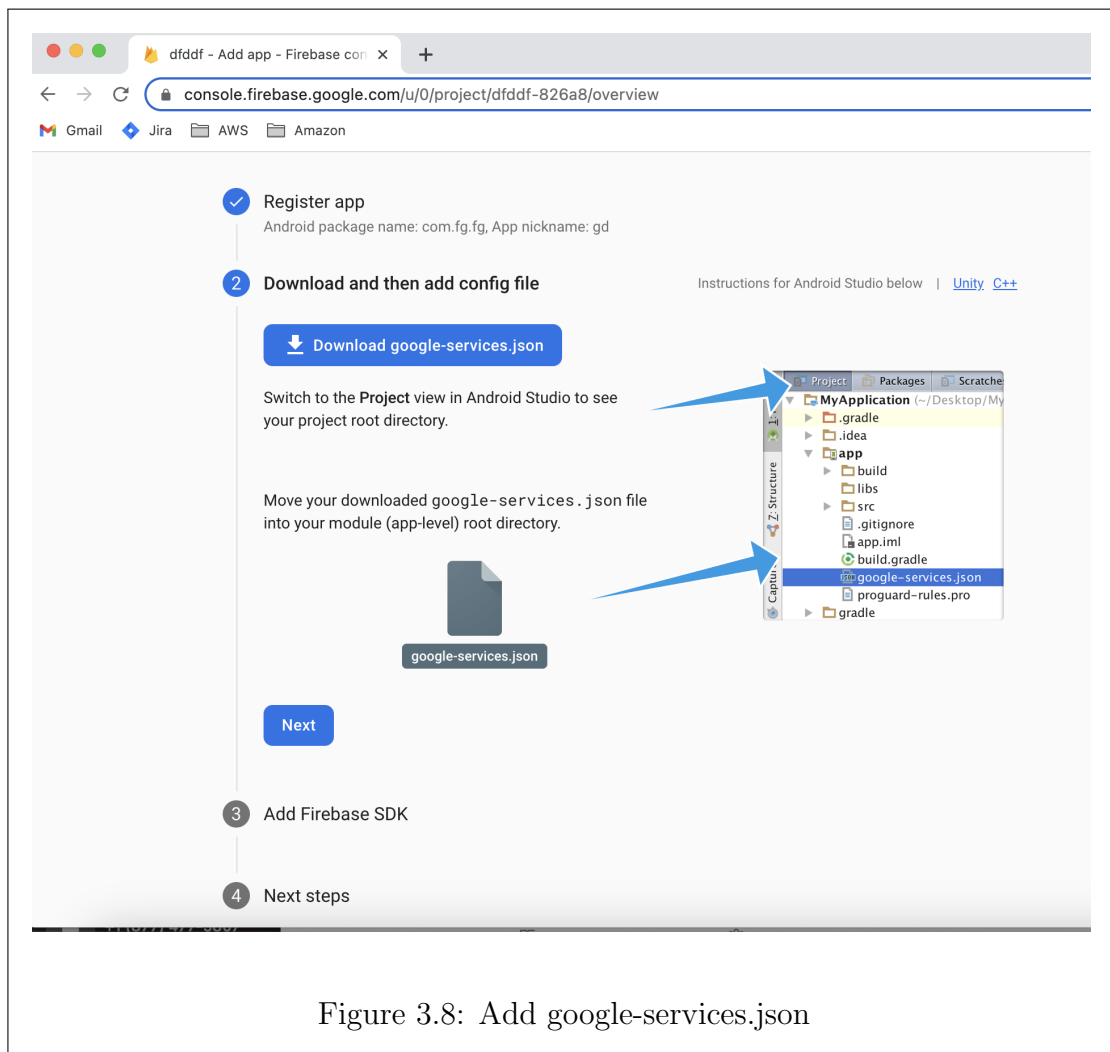 dfddf - Add app - Firebase con
console.firebase.google.com/u/0/project/dfddf-826a8/overview
Gmail Jira AWS Amazon
Register app
Android package name: com.fg.fg, App nickname: gd
2 Download and then add config file
Instructions for Android Studio below | Unity C++
Download google-services.json
Switch to the Project view in Android Studio to see
your project root directory.
Move your downloaded google-services.json file
into your module (app-level) root directory.
google-services.json
Project Packages Scratche
MyApplication (~/Desktop/My
.gradle
.idea
app
build
libs
src
.gitignore
app.iml
build.gradle
google-services.json
proguard-rules.pro
gradle
1:
7: Structure
Captur
Next
3 Add Firebase SDK
4 Next steps
Figure 3.8: Add google-services.json